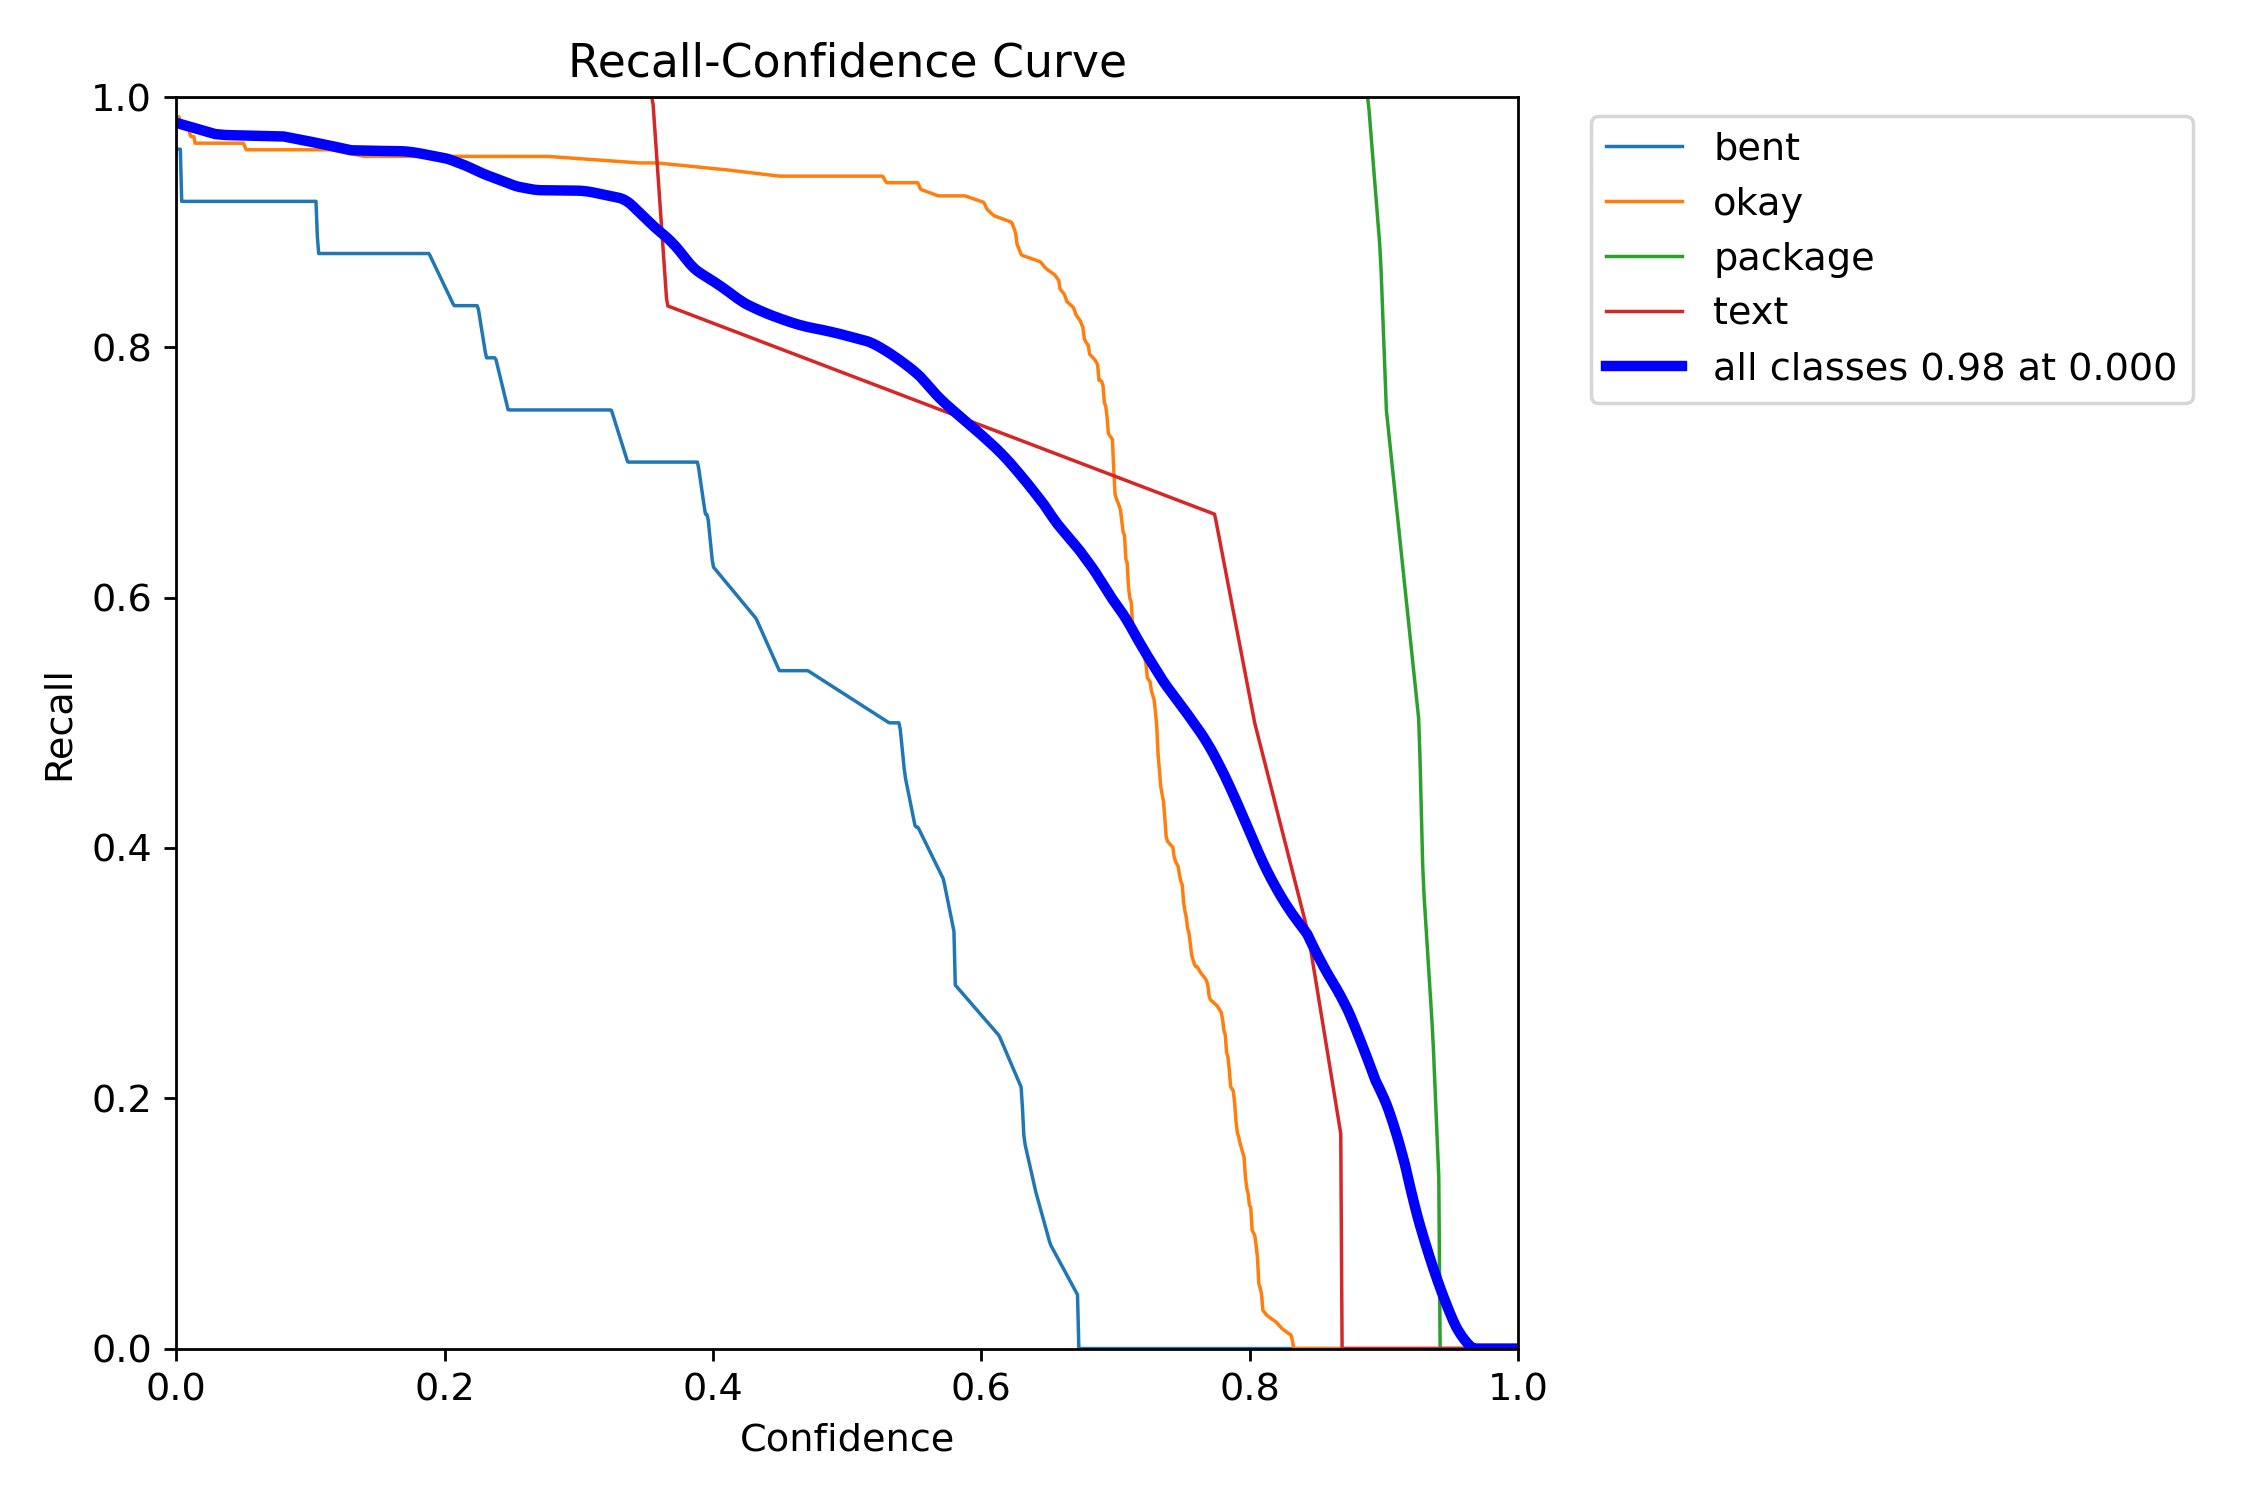 Recall-Confidence Curve
1.0
0.8
0.6
0.4
0.2
0.0
Recall
0.0 0.2 0.4 0.6 0.8 1.0
Confidence
bent
okay
package
text
all classes 0.98 at 0.000